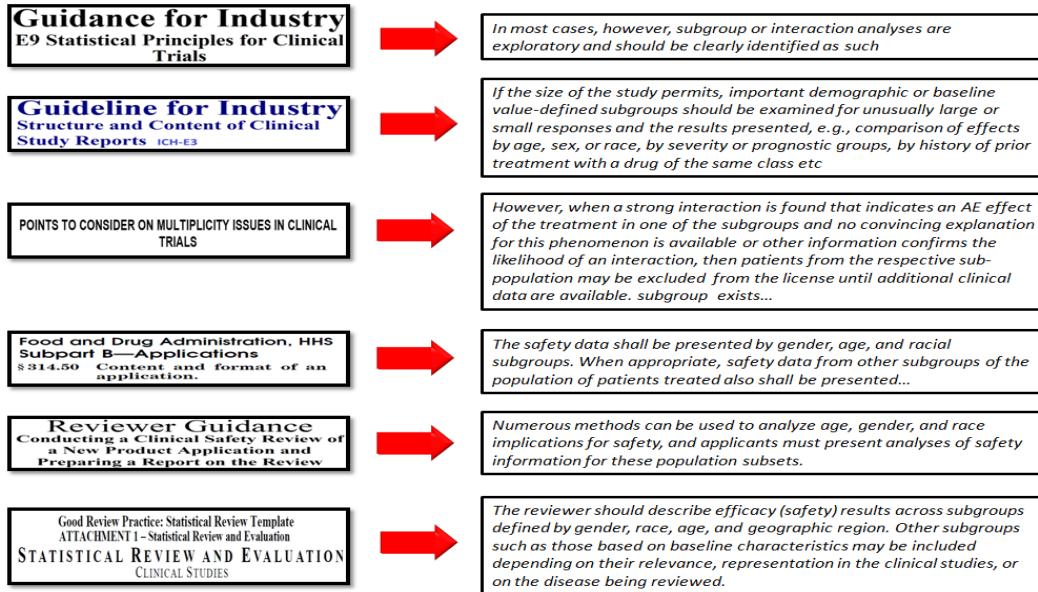 Guidance for Industry
E9 Statistical Principles for Clinical
Trials
In most cases, however, subgroup or interaction analyses are
exploratory and should be clearly identified as such
Guideline for Industry
Structure and Content of Clinical
Study Reports ICH-E3
If the size of the study permits, important demographic or baseline
value-defined subgroups should be examined for unusually large or
small responses and the results presented, e.g., comparison of effects
by age, sex, or race, by severity or prognostic groups, by history of prior
treatment with a drug of the same class etc
POINTS TO CONSIDER ON MULTIPLICITY ISSUES IN CLINICAL
TRIALS
However, when a strong interaction is found that indicates an AE effect
of the treatment in one of the subgroups and no convincing explanation
for this phenomenon is available or other information confirms the
likelihood of an interaction, then patients from the respective sub-
population may be excluded from the license until additional clinical
data are available. subgroup exists...
Food and Drug Administration, HHS
Subpart B—Applications
§ 314.50 Content and format of an
application.
The safety data shall be presented by gender, age, and racial
subgroups. When appropriate, safety data from other subgroups of the
population of patients treated also shall be presented...
Reviewer Guidance
Conducting a Clinical Safety Review of
a New Product Application and
Preparing a Report on the Review
Numerous methods can be used to analyze age, gender, and race
implications for safety, and applicants must present analyses of safety
information for these population subsets.
Good Review Practice: Statistical Review Template
ATTACHMENT 1 – Statistical Review and Evaluation
STATISTICAL REVIEW AND EVALUATION
CLINICAL STUDIES
The reviewer should describe efficacy (safety) results across subgroups
defined by gender, race, age, and geographic region. Other subgroups
such as those based on baseline characteristics may be included
depending on their relevance, representation in the clinical studies, or
on the disease being reviewed.